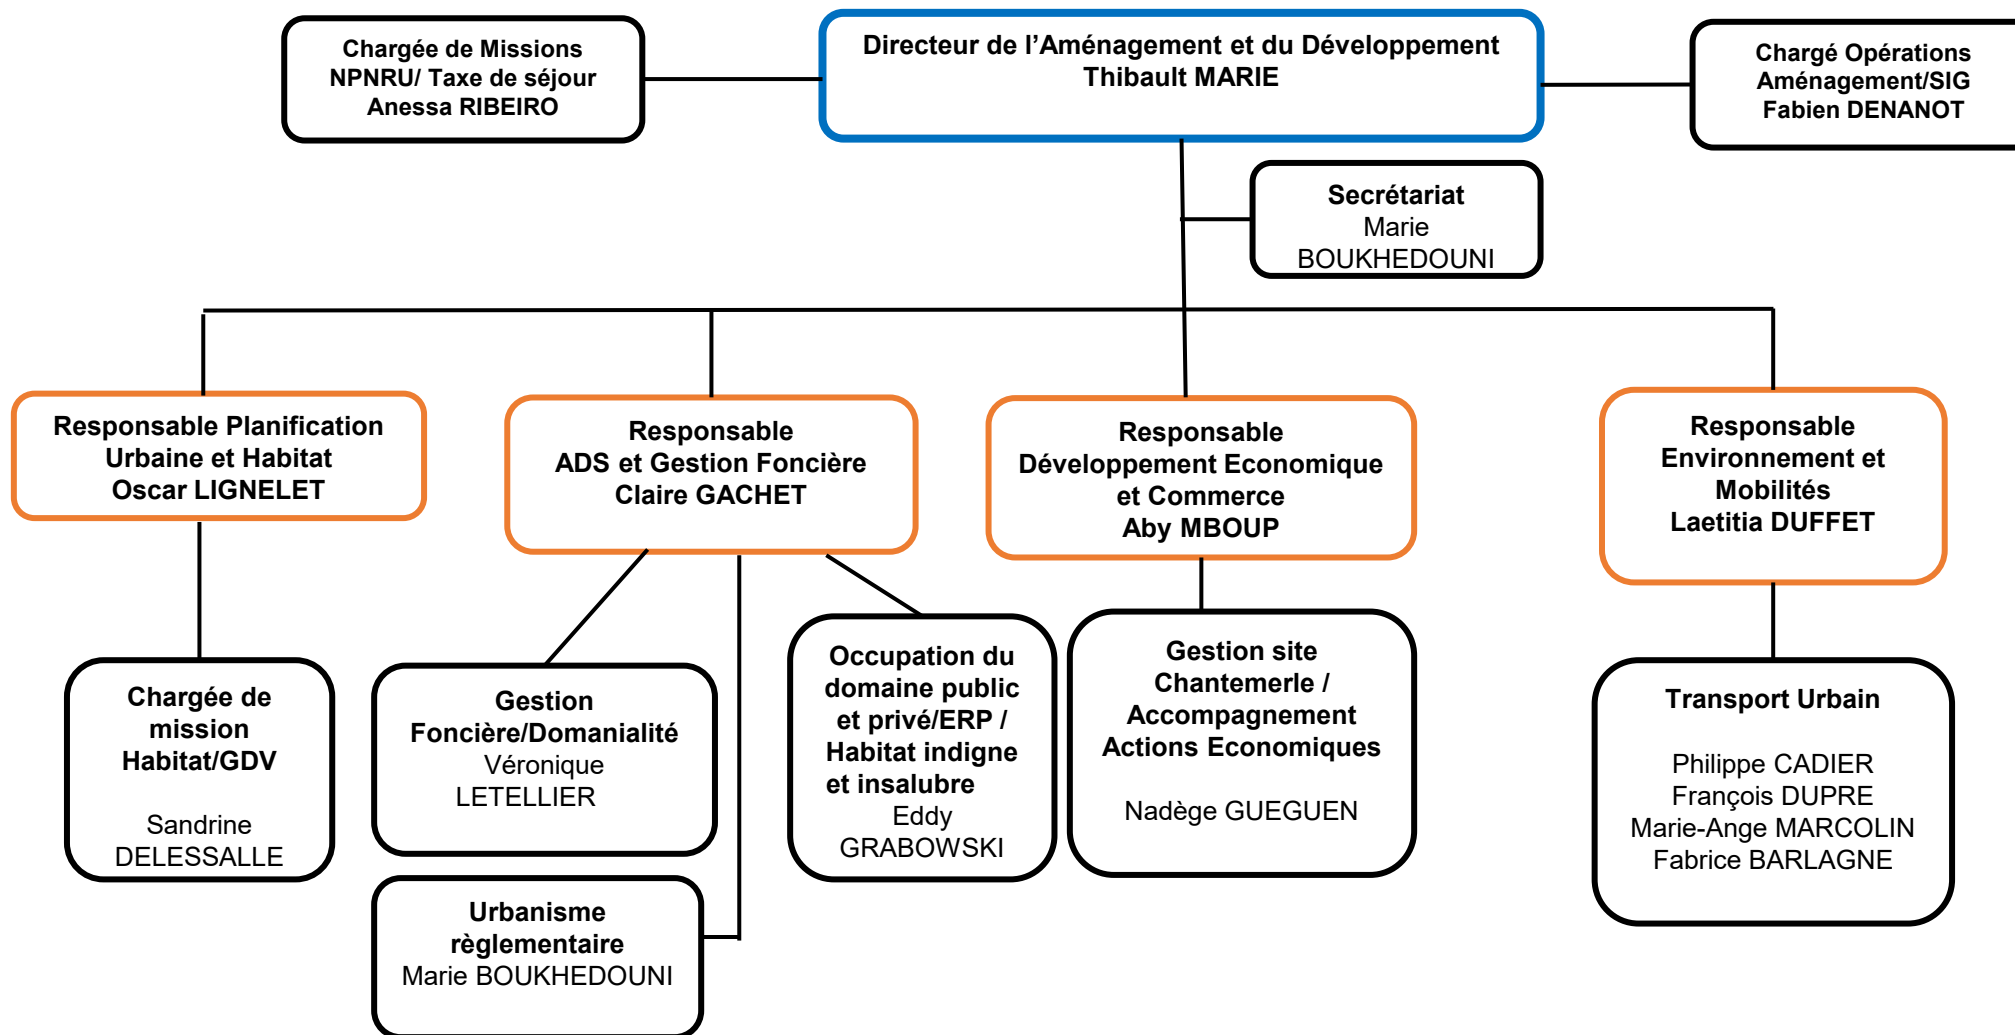 Chargée de Missions
NPNRU/ Taxe de séjour
Anessa RIBEIRO
Directeur de l’Aménagement et du Développement
Thibault MARIE
Chargé Opérations
Aménagement/SIG
Fabien DENANOT
Secrétariat
Marie
BOUKHEDOUNI
Responsable Planification
Urbaine et Habitat
Oscar LIGNELET
Responsable
ADS et Gestion Foncière
Claire GACHET
Responsable
Développement Economique
et Commerce
Aby MBOUP
Responsable
Environnement et
Mobilités
Laetitia DUFFET
Chargée de
mission
Habitat/GDV
Sandrine
DELESSALLE
Gestion
Foncière/Domanialité
Véronique
LETELLIER
Occupation du
domaine public
et privé/ERP /
Habitat indigne
et insalubre
Eddy
GRABOWSKI
Gestion site
Chantemerle /
Accompagnement
Actions Economiques
Nadège GUEGUEN
Transport Urbain
Philippe CADIER
François DUPRE
Marie-Ange MARCOLIN
Fabrice BARLAGNE
Urbanisme
règlementaire
Marie BOUKHEDOUNI